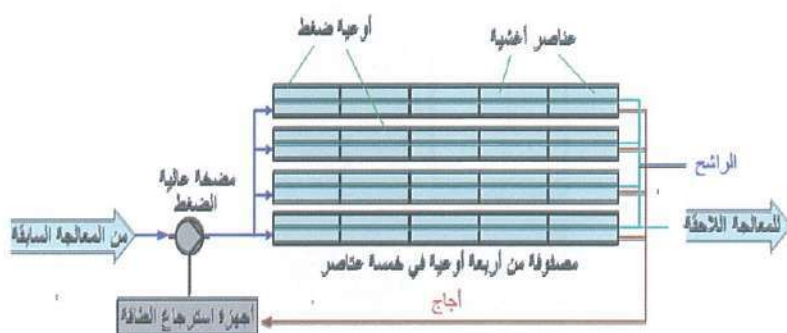 أوعية ضغط
عناصر أغشية
الراشح
مضخة عالية
الضغط
من المعالجة السابقة
للمعالجة اللاحقة
مصفوفة من أربعة أوعية في خمسة عناصر
أجاج
أجهزة استرجاع الطاقة